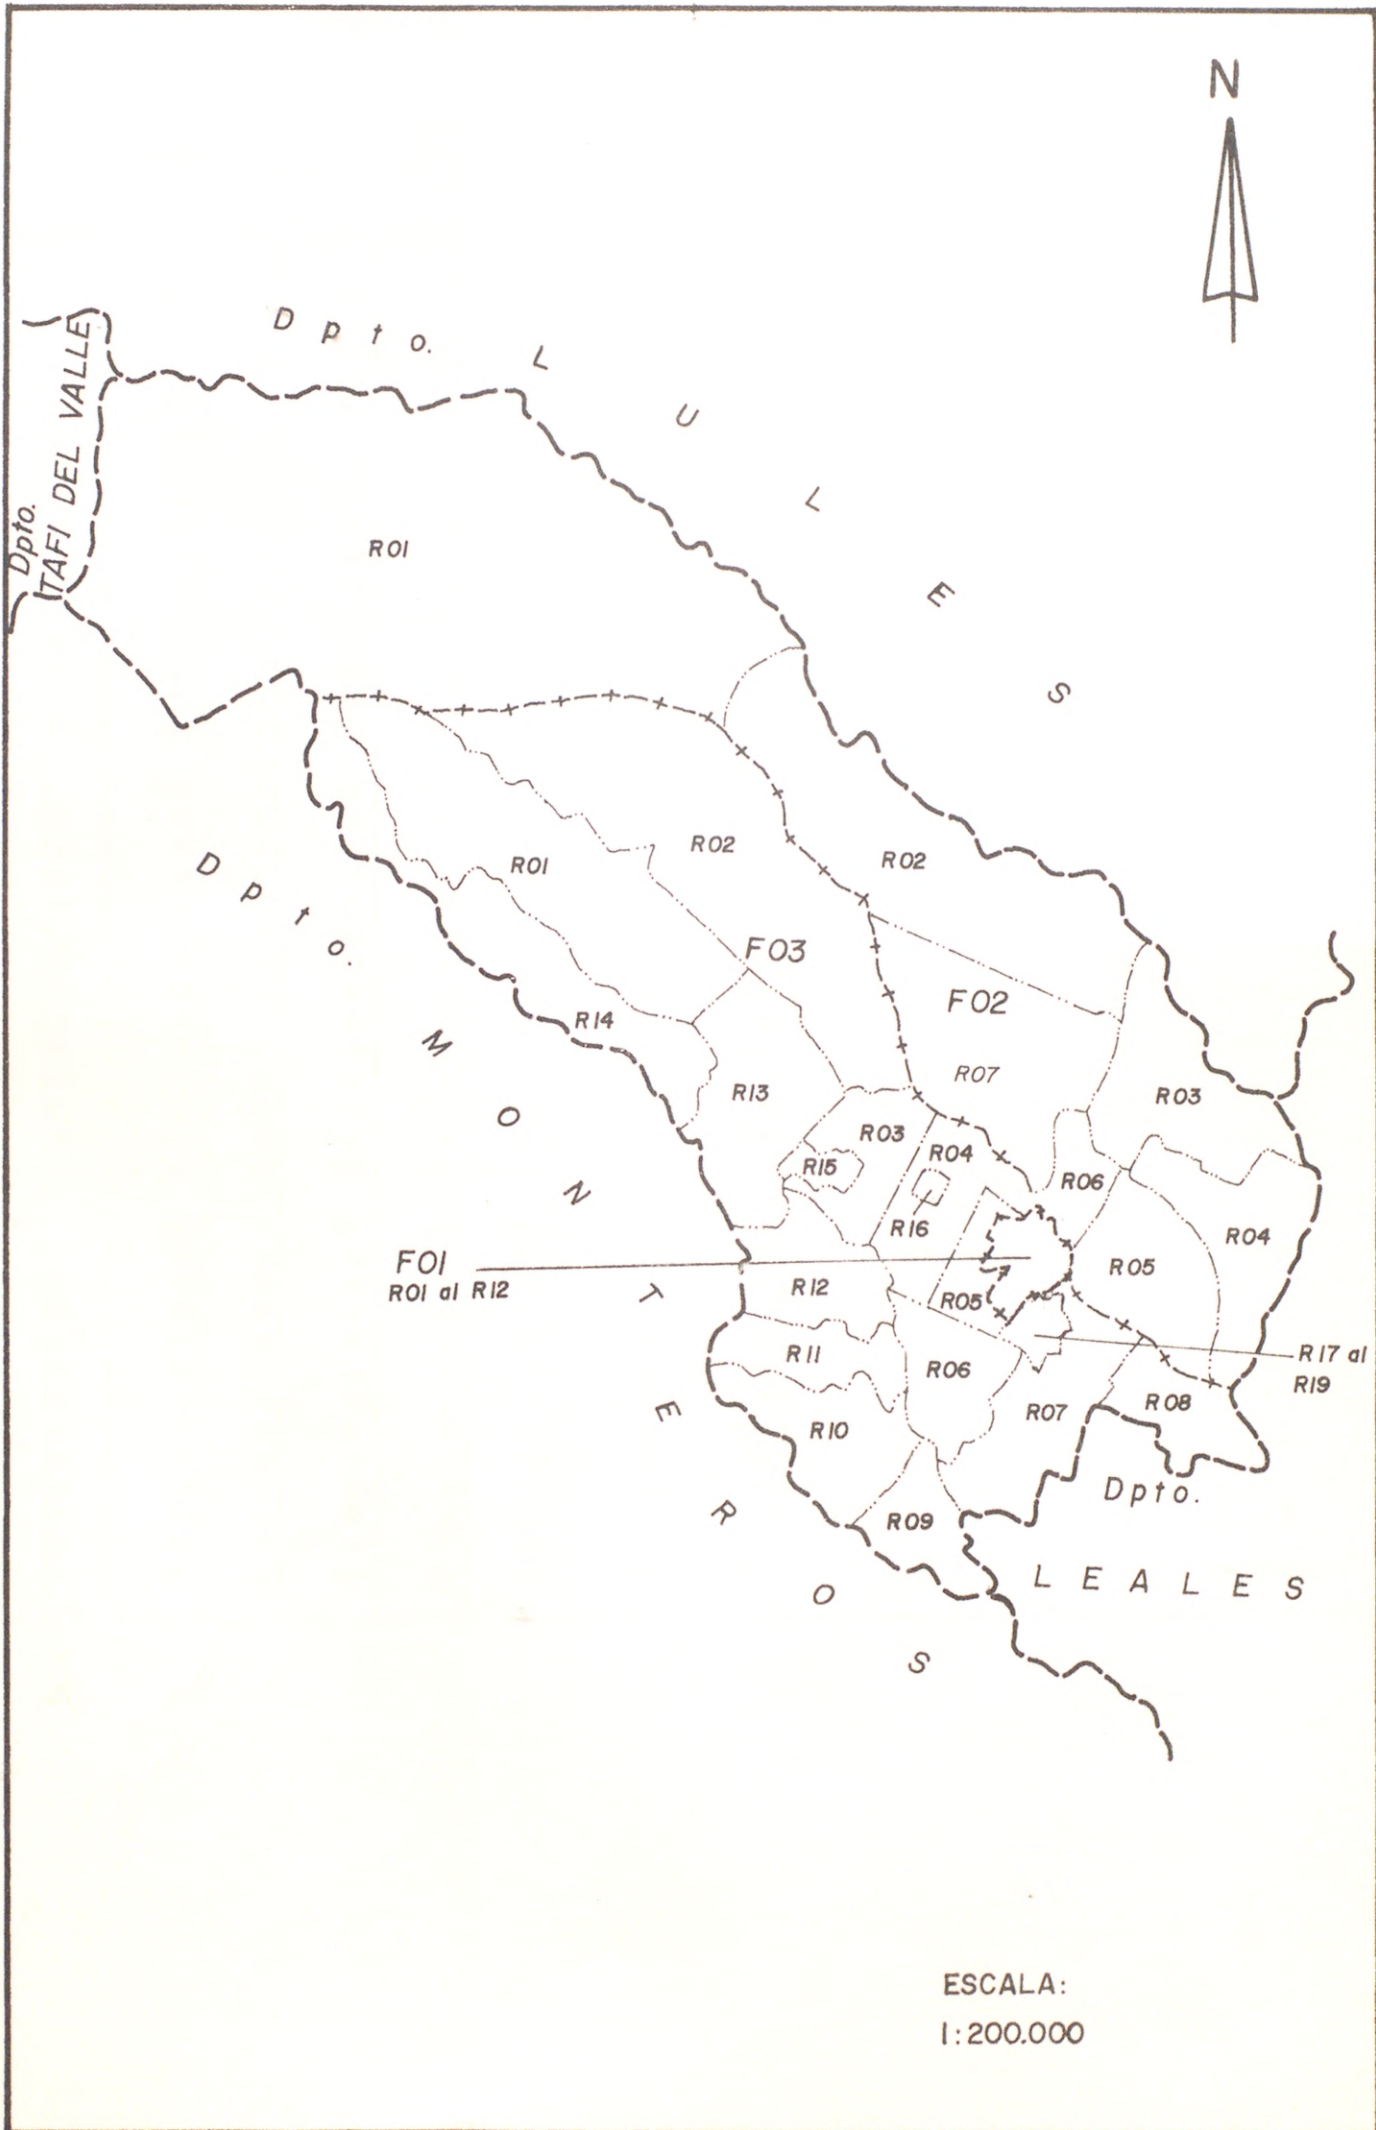 N
Dpto. LULES
Dpto.
TAFI DEL VALLE
R01
R02
R01
R02
Dpto. MONTEROS
F03
F02
R14
R07
R13
R03
R03
R04
R15
R06
R16
R04
F01
R01 al R12
R05
R12
R05
R11
R06
R17 al
R19
R07
R08
R10
Dpto.
R09
LEALES
ESCALA:
1:200.000